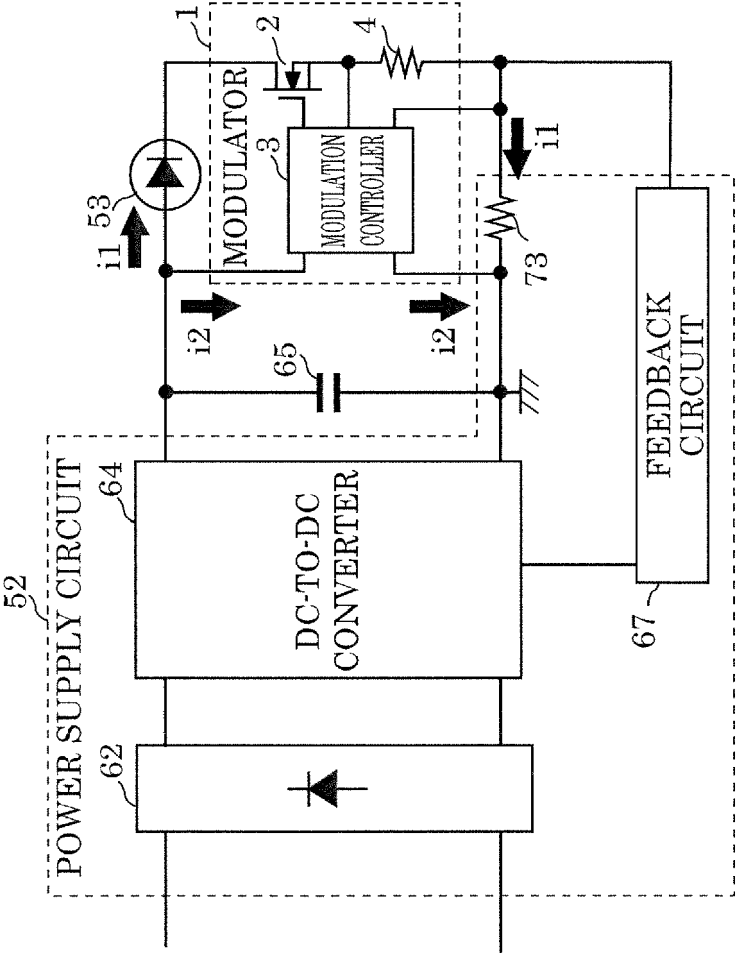 52
POWER SUPPLY CIRCUIT
62
64
DC-TO-DC
CONVERTER
65
i1
53
i2
i2
1
MODULATOR
2
3
MODULATION
CONTROLLER
4
i1
73
FEEDBACK
CIRCUIT
67